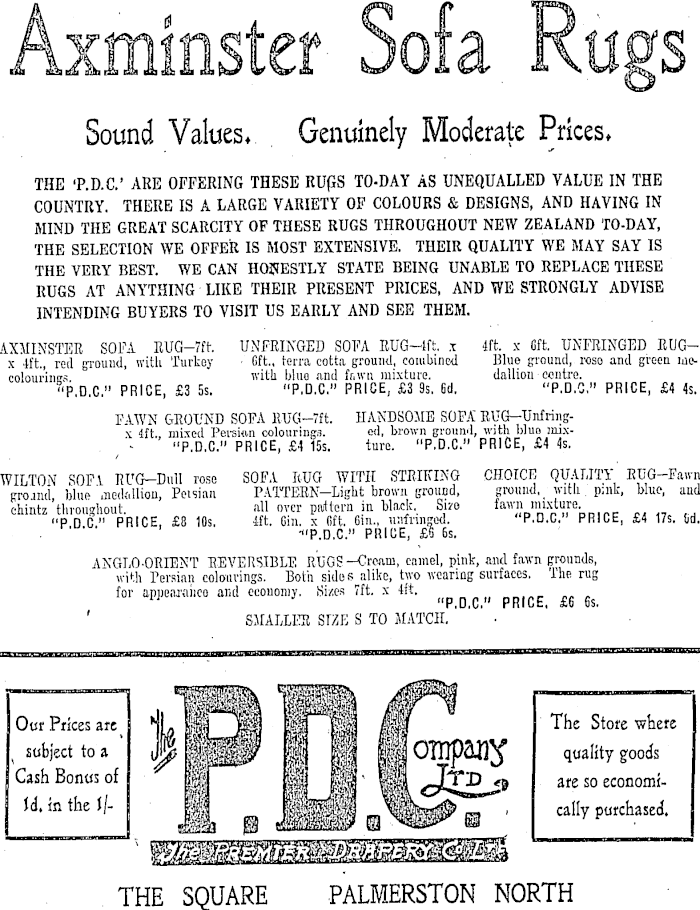 Axminster Sofa Rugs
Sound Values. Genuinely Moderate Prices.
THE 'P.D.C.' ARE OFFERING THESE RUGS TO-DAY AS UNEQUALLED VALUE IN THE
COUNTRY. THERE IS A LARGE VARIETY OF COLOURS & DESIGNS, AND HAVING IN
MIND THE GREAT SCARCITY OF THESE RUGS THROUGHOUT NEW ZEALAND TO-DAY,
THE SELECTION WE OFFER IS MOST EXTENSIVE. THEIR QUALITY WE MAY SAY IS
THE VERY BEST. WE CAN HONESTLY STATE BEING UNABLE TO REPLACE THESE
RUGS AT ANYTHING LIKE THEIR PRESENT PRICES, AND WE STRONGLY ADVISE
INTENDING BUYERS TO VISIT US EARLY AND SEE THEM.
AXMINSTER SOFA RUG—7ft.
x 4ft., red ground, with Turkey
colourings.
"P.D.C." PRICE, £3 5s.
UNFRINGED SOFA RUG—4ft. x
6ft., terra cotta ground, combined
with blue and fawn mixture.
"P.D.C." PRICE, £3 9s. 6d.
4ft. x 6ft. UNFRINGED RUG—
Blue ground, rose and green me-
dallion centre.
"P.D.C." PRICE, £4 4s.
FAWN GROUND SOFA RUG—7ft.
x 4ft., mixed Persian colourings.
"P.D.C." PRICE, £4 15s.
HANDSOME SOFA RUG—Unfring-
ed, brown ground, with blue mix-
ture. "P.D.C." PRICE, £4 4s.
WILTON SOFA RUG—Dull rose
ground, blue medallion, Persian
chintz throughout.
"P.D.C." PRICE, £8 10s.
SOFA RUG WITH STRIKING
PATTERN—Light brown ground,
all over pattern in black. Size
4ft. 6in. x 6ft. 6in., unfringed.
"P.D.C." PRICE, £6 6s.
CHOICE QUALITY RUG—Fawn
ground, with pink, blue, and
fawn mixture.
"P.D.C." PRICE, £4 17s. 6d.
ANGLO-ORIENT REVERSIBLE RUGS—Cream, camel, pink, and fawn grounds,
with Persian colourings. Both sides alike, two wearing surfaces. The rug
for appearance and economy. Sizes 7ft. x 4ft.
"P.D.C." PRICE, £6 6s.
SMALLER SIZE S TO MATCH.
Our Prices are
subject to a
Cash Bonus of
1d. in the 1/-
The P.D.Company LTD
The PREMIER DRAPERY Co Ltd
The Store where
quality goods
are so economi-
cally purchased.
THE SQUARE PALMERSTON NORTH